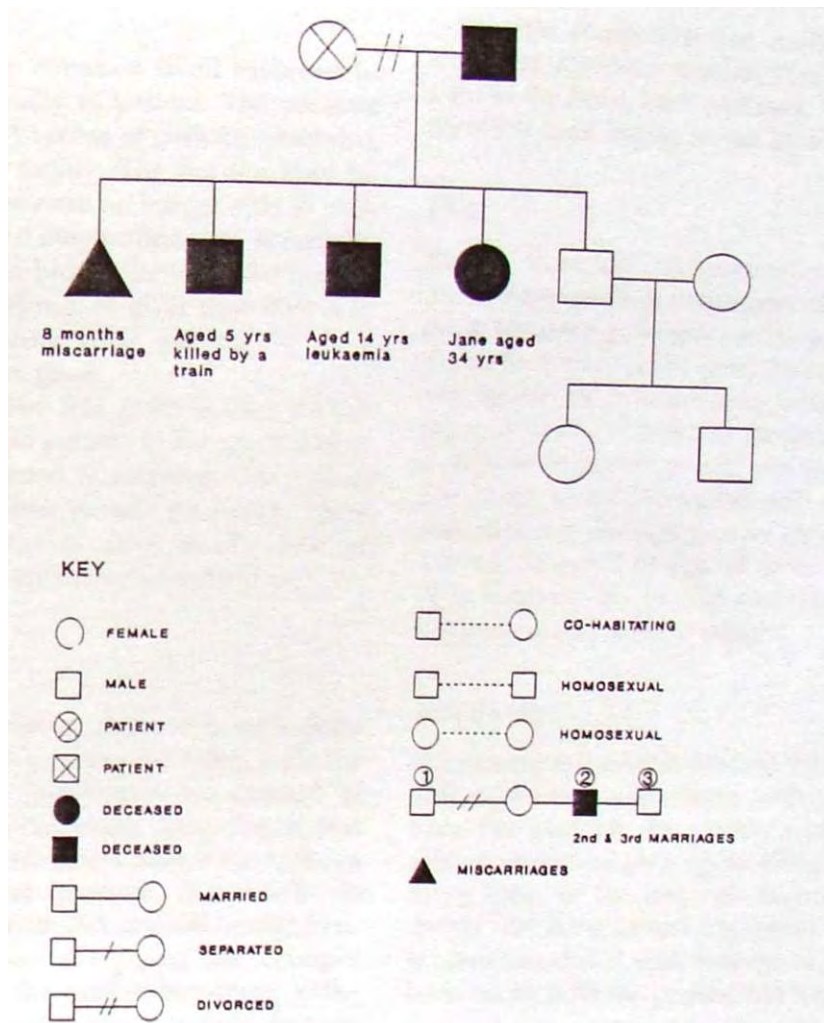 8 months
miscarriage
Aged 5 yrs
killed by a
train
Aged 14 yrs
leukaemia
Jane aged
34 yrs
KEY
FEMALE
MALE
PATIENT
PATIENT
DECEASED
DECEASED
MARRIED
SEPARATED
DIVORCED
CO-HABITATING
HOMOSEXUAL
HOMOSEXUAL
① ② ③
2nd & 3rd MARRIAGES
MISCARRIAGES